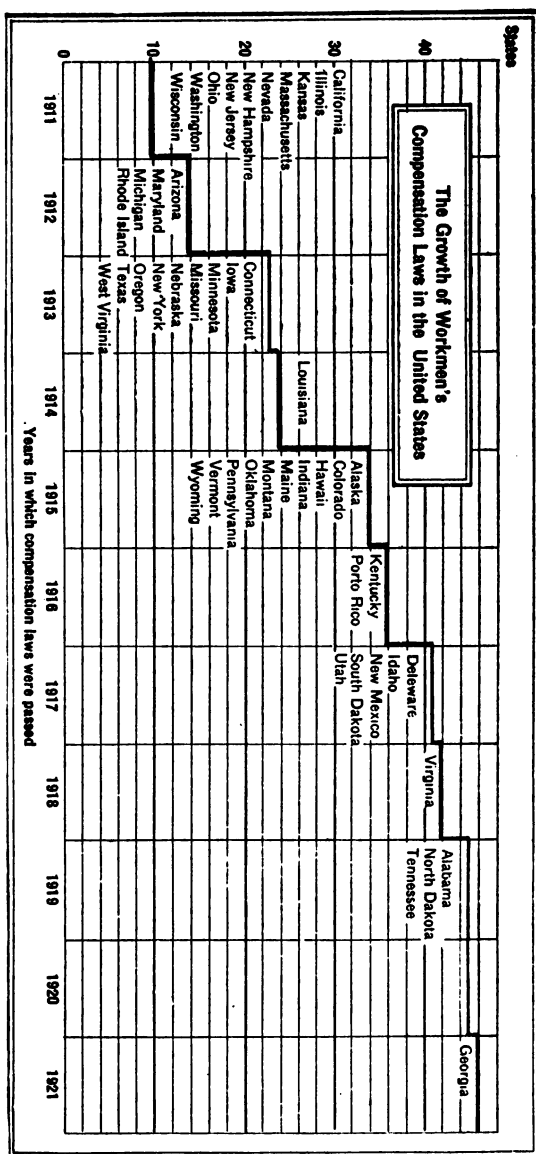 States
The Growth of Workmen's
Compensation Laws in the United States
40
30
20
10
0
California
Illinois
Kansas
Massachusetts
Nevada
New Hampshire
New Jersey
Ohio
Washington
Wisconsin
Arizona
Maryland
Michigan
Rhode Island
Connecticut
Iowa
Minnesota
Missouri
Nebraska
New York
Oregon
Texas
West Virginia
Louisiana
Alaska
Colorado
Hawaii
Indiana
Maine
Montana
Oklahoma
Pennsylvania
Vermont
Wyoming
Kentucky
Porto Rico
Deleware
Idaho
New Mexico
South Dakota
Utah
Virginia
Alabama
North Dakota
Tennessee
Georgia
1911
1912
1913
1914
1915
1916
1917
1918
1919
1920
1921
Years in which compensation laws were passed